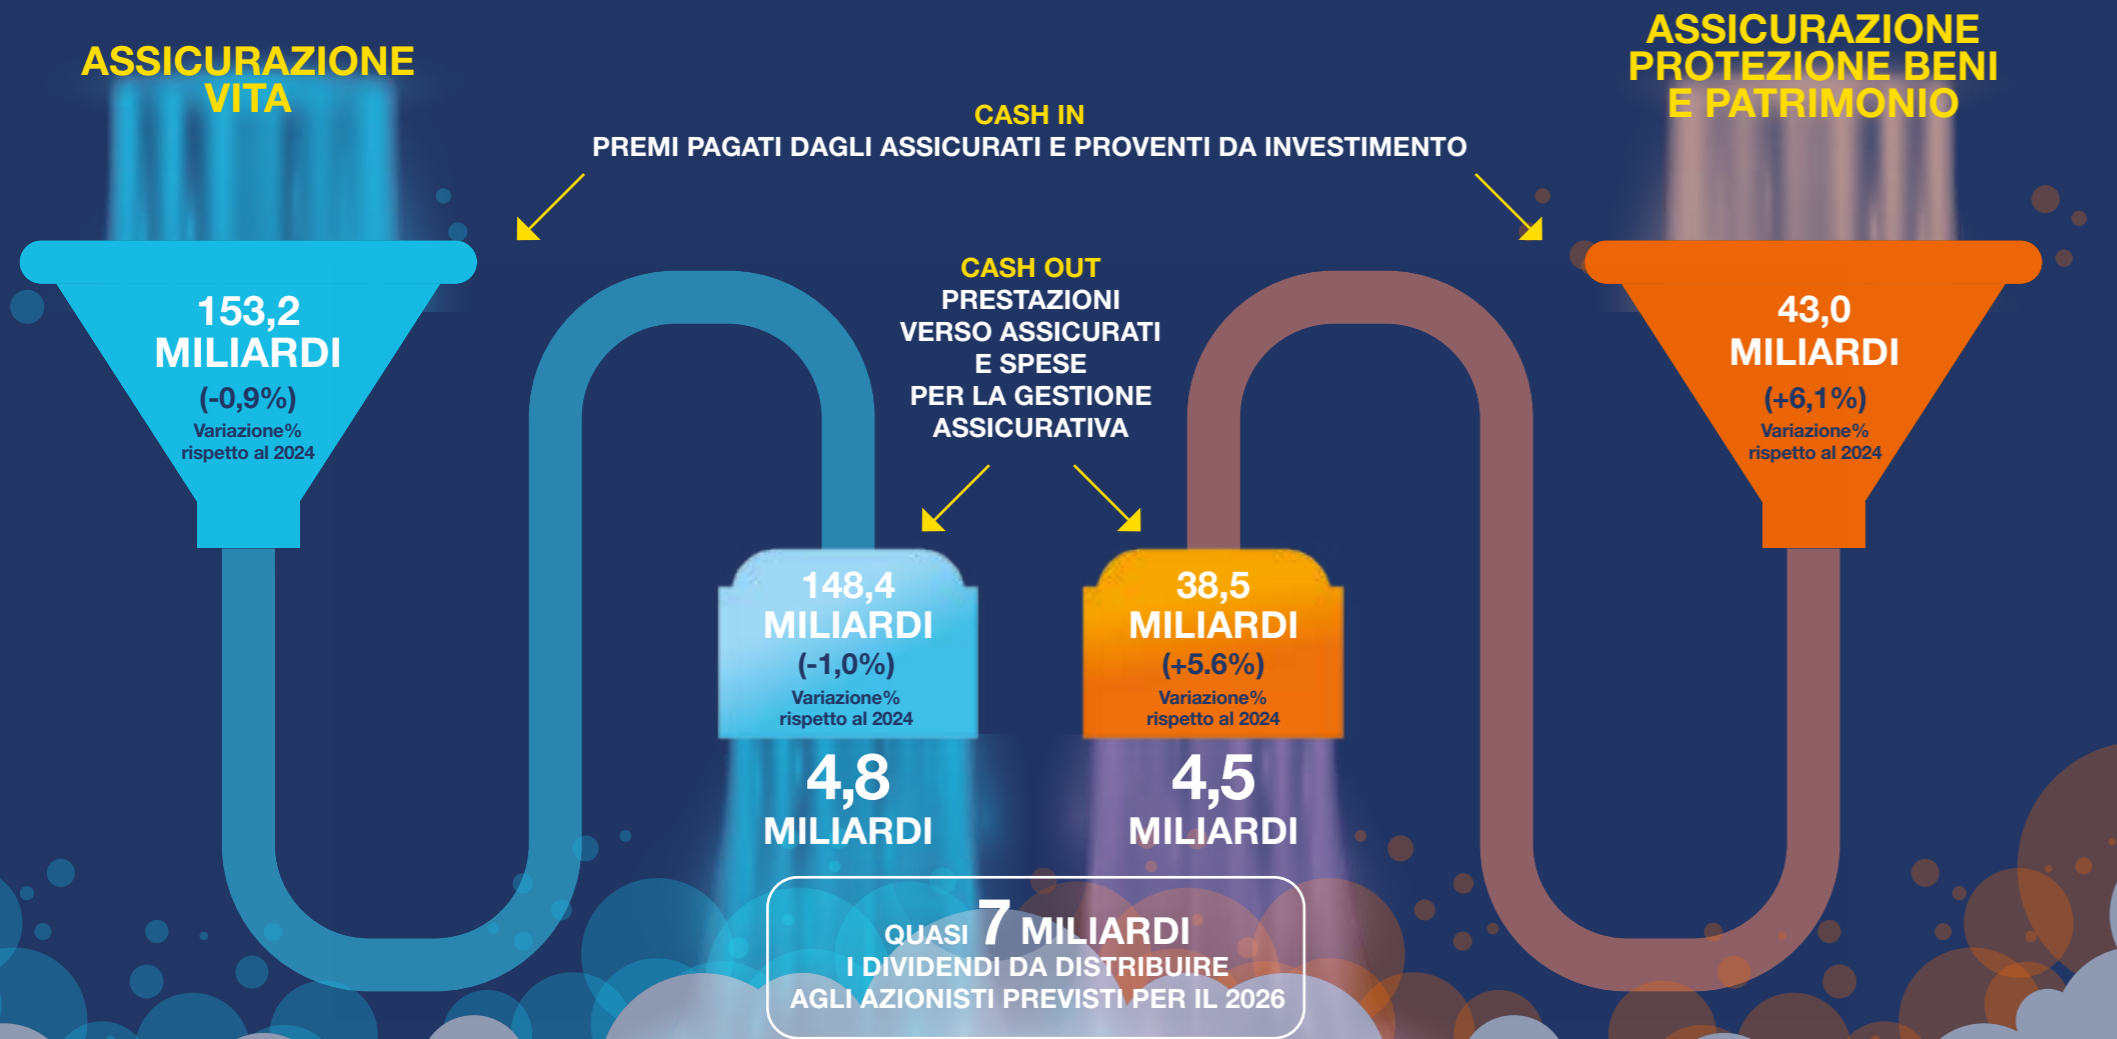 ASSICURAZIONE
VITA
153,2
MILIARDI
(-0,9%)
Variazione%
rispetto al 2024
CASH IN
PREMI PAGATI DAGLI ASSICURATI E PROVENTI DA INVESTIMENTO
CASH OUT
PRESTAZIONI
VERSO ASSICURATI
E SPESE
PER LA GESTIONE
ASSICURATIVA
ASSICURAZIONE
PROTEZIONE BENI
E PATRIMONIO
43,0
MILIARDI
(+6,1%)
Variazione%
rispetto al 2024
148,4
MILIARDI
(-1,0%)
Variazione%
rispetto al 2024
4,8
MILIARDI
38,5
MILIARDI
(+5.6%)
Variazione%
rispetto al 2024
4,5
MILIARDI
QUASI 7 MILIARDI
I DIVIDENDI DA DISTRIBUIRE
AGLI AZIONISTI PREVISTI PER IL 2026